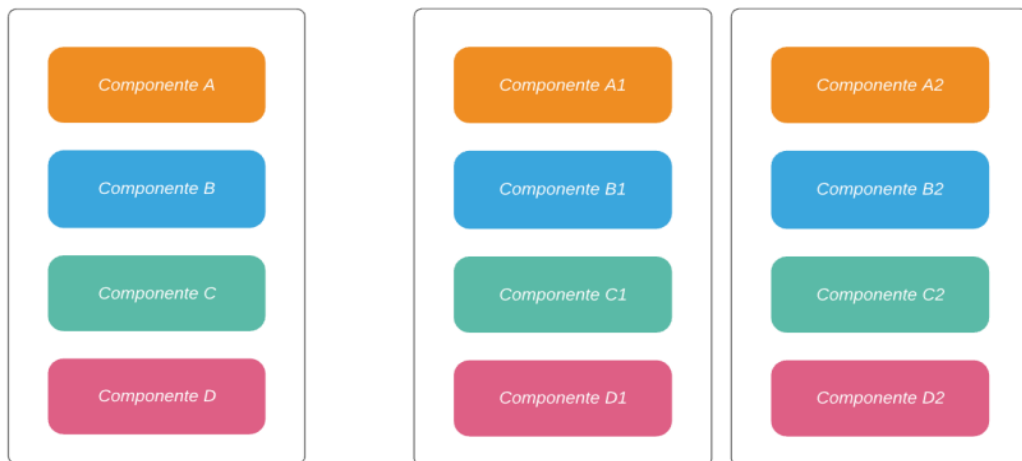 Componente A
Componente B
Componente C
Componente D
Componente A1
Componente B1
Componente C1
Componente D1
Componente A2
Componente B2
Componente C2
Componente D2